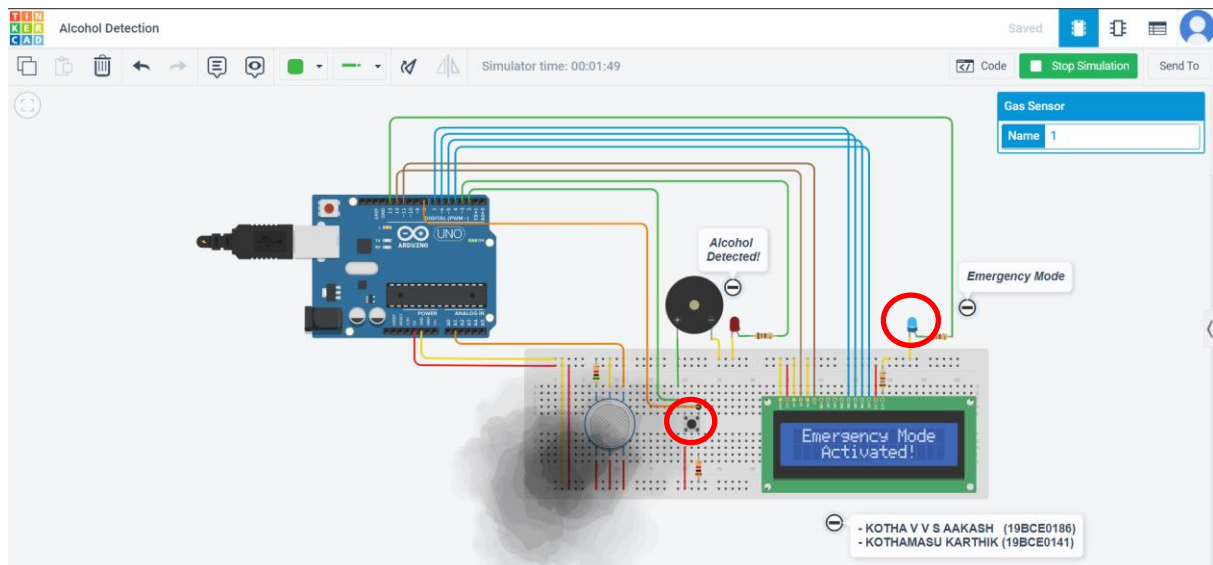 TIN
KER
CAD
Alcohol Detection
Saved
Simulator time: 00:01:49
Code
Stop Simulation
Send To
Gas Sensor
Name 1
DIGITAL (PWM~)
UNO
ARDUINO
POWER
ANALOG IN
Alcohol
Detected!
Emergency Mode
Emergency Mode
Activated!
- KOTHA V V S AAKASH (19BCE0186)
- KOTHAMASU KARTHIK (19BCE0141)